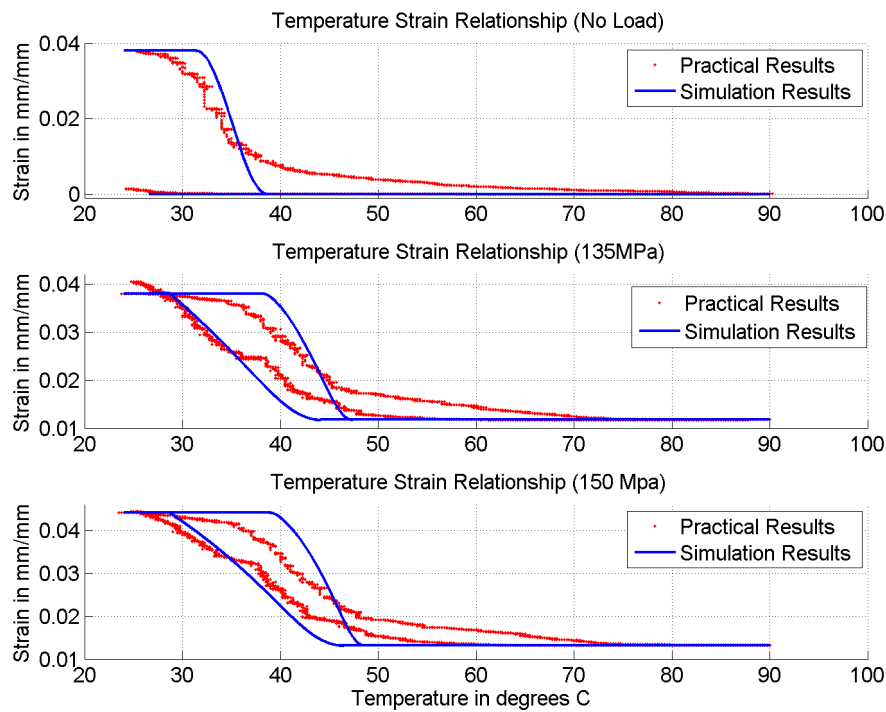 Temperature Strain Relationship (No Load)
Strain in mm/mm
0.04
0.02
0
Practical Results
Simulation Results
20 30 40 50 60 70 80 90 100
Temperature Strain Relationship (135MPa)
Strain in mm/mm
0.04
0.03
0.02
0.01
Practical Results
Simulation Results
20 30 40 50 60 70 80 90 100
Temperature Strain Relationship (150 Mpa)
Strain in mm/mm
0.04
0.03
0.02
0.01
Practical Results
Simulation Results
20 30 40 50 60 70 80 90 100
Temperature in degrees C